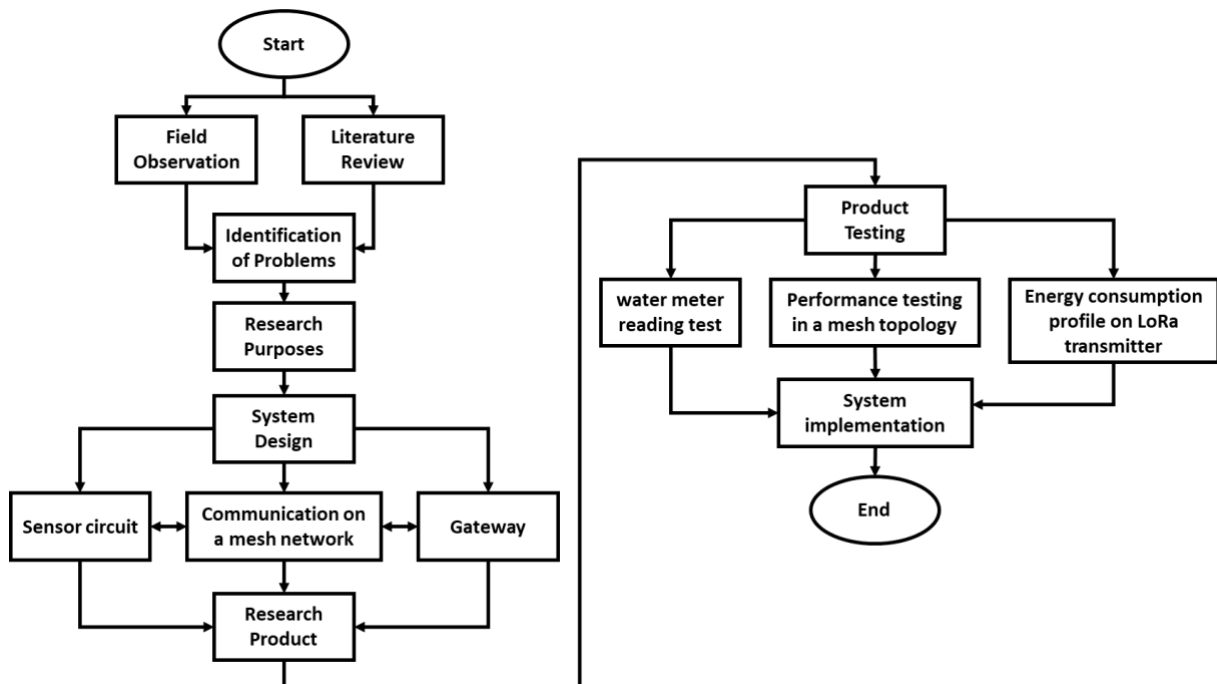 Start
Field
Observation
Literature
Review
Identification
of Problems
Research
Purposes
System
Design
Sensor circuit
Communication on
a mesh network
Gateway
Research
Product
Product
Testing
water meter
reading test
Performance testing
in a mesh topology
Energy consumption
profile on LoRa
transmitter
System
implementation
End